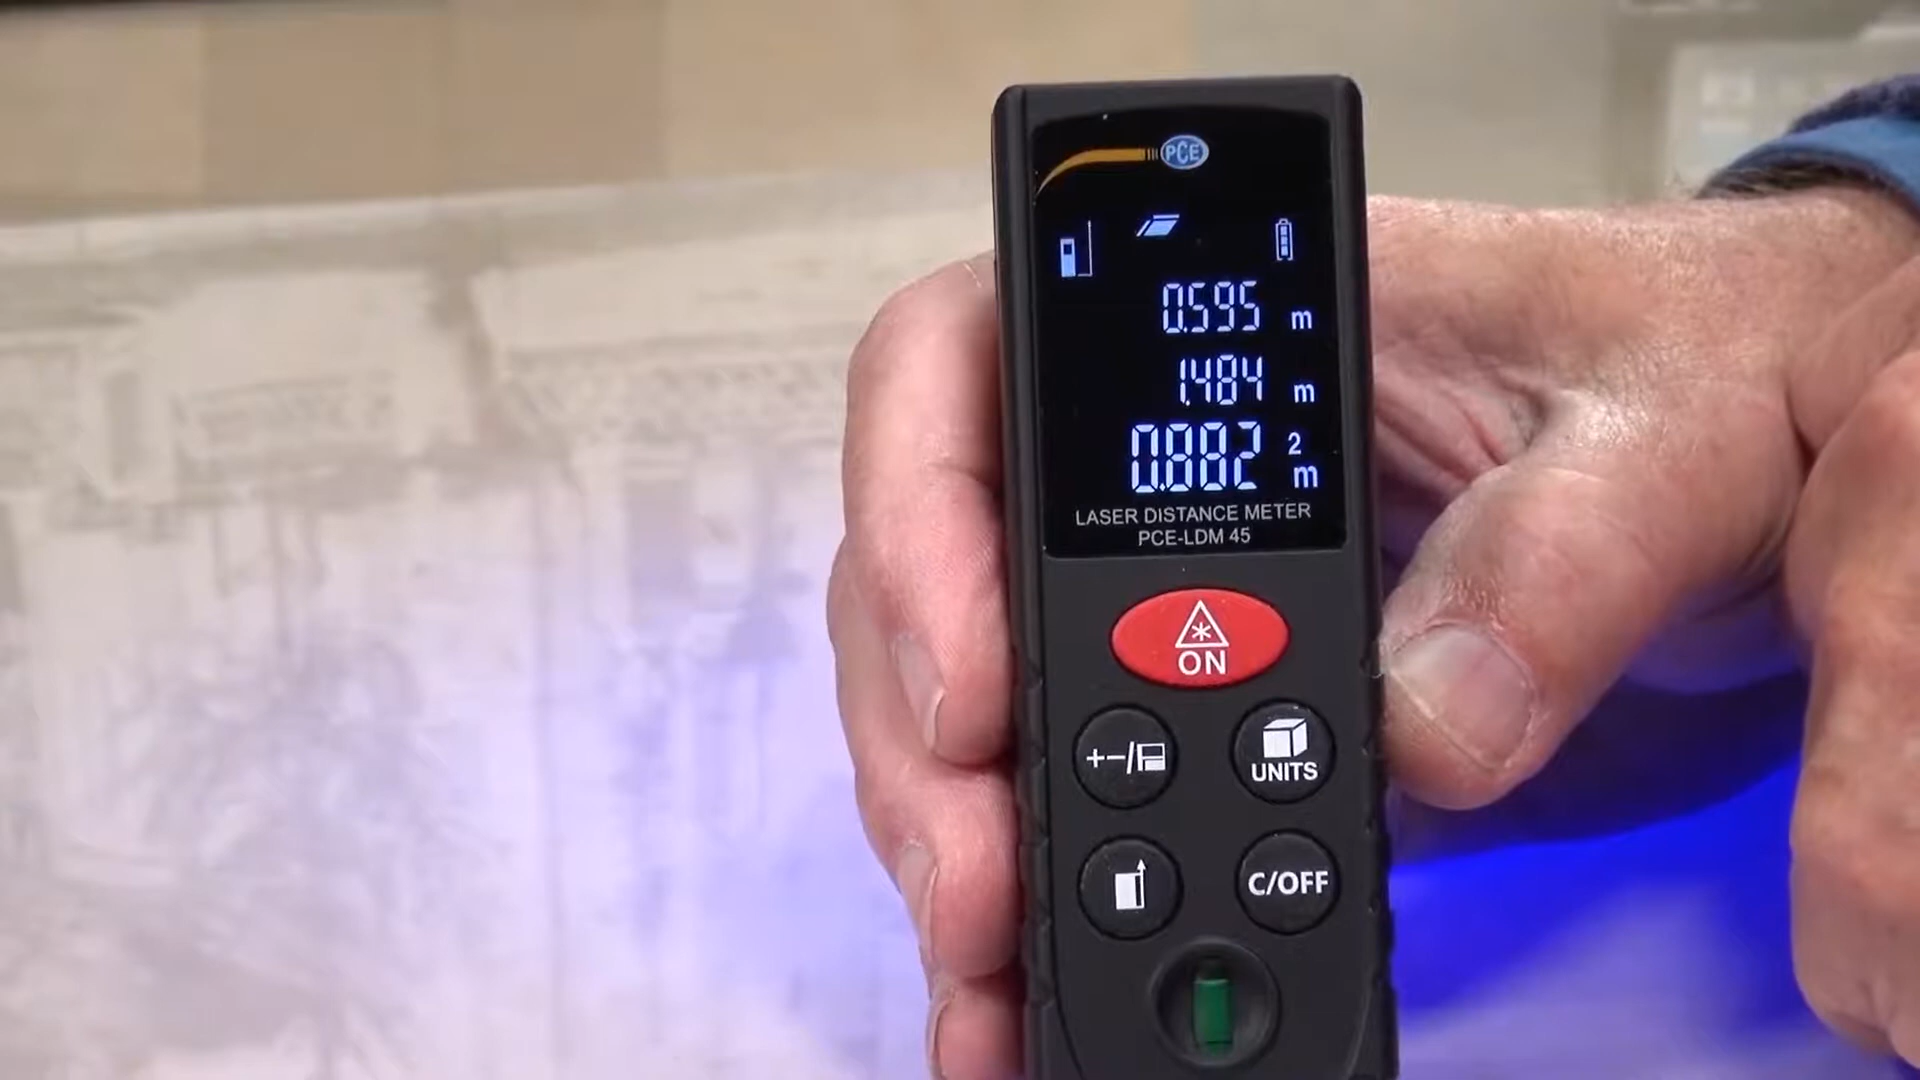 PCE
0.595 m
1.484 m
0.882 m²
LASER DISTANCE METER
PCE-LDM 45
ON
+−/
UNITS
C/OFF